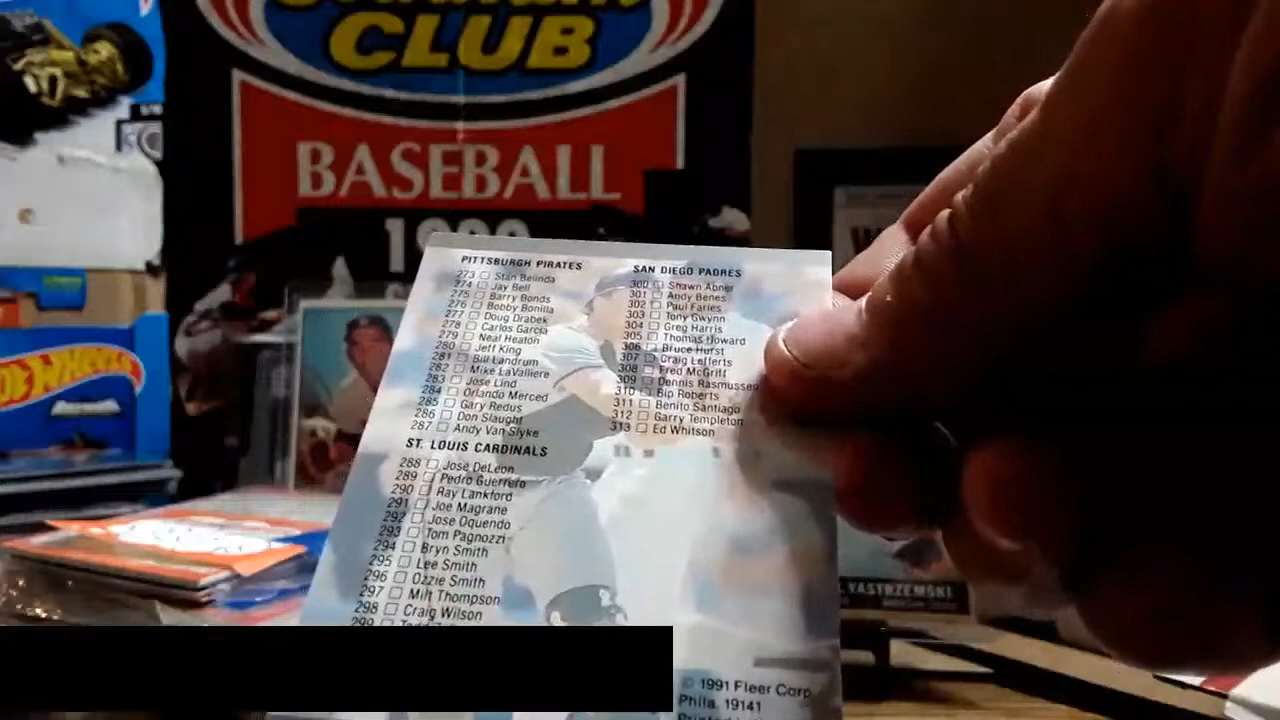 CLUB
BASEBALL
HOT WHEELS
PITTSBURGH PIRATES
273 Stan Belinda
274 Jay Bell
275 Barry Bonds
276 Bobby Bonilla
277 Doug Drabek
278 Carlos Garcia
279 Neal Heaton
280 Jeff King
281 Bill Landrum
282 Mike LaValliere
283 Jose Lind
284 Orlando Merced
285 Gary Redus
286 Don Slaught
287 Andy Van Slyke
ST. LOUIS CARDINALS
288 Jose DeLeon
289 Pedro Guerrero
290 Ray Lankford
291 Joe Magrane
292 Jose Oquendo
293 Tom Pagnozzi
294 Bryn Smith
295 Lee Smith
296 Ozzie Smith
297 Milt Thompson
298 Craig Wilson
299
SAN DIEGO PADRES
300 Shawn Abner
301 Andy Benes
302 Paul Faries
303 Tony Gwynn
304 Greg Harris
305 Thomas Howard
306 Bruce Hurst
307 Craig Lefferts
308 Fred McGriff
309 Dennis Rasmussen
310 Bip Roberts
311 Benito Santiago
312 Garry Templeton
313 Ed Whitson
© 1991 Fleer Corp
Phila. 19141
YASTRZEMSKI